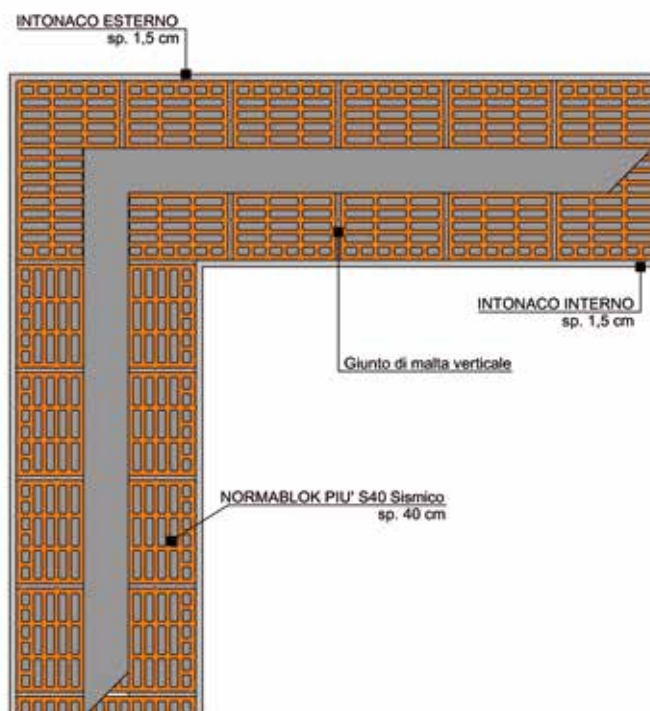 INTONACO ESTERNO
sp. 1,5 cm
INTONACO INTERNO
sp. 1,5 cm
Giunto di malta verticale
NORMABLOK PIU' S40 Sismico
sp. 40 cm